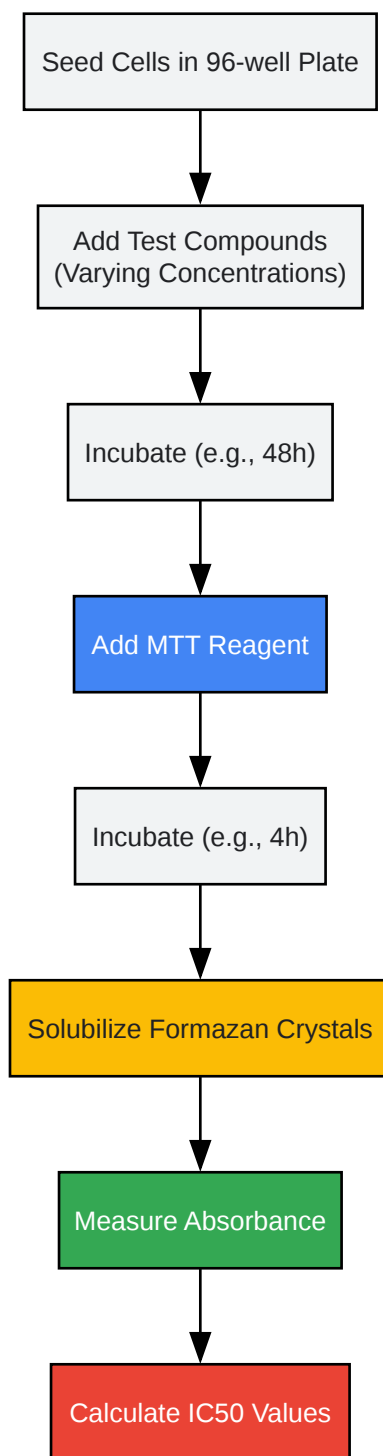 Seed Cells in 96-well Plate
Add Test Compounds
(Varying Concentrations)
Incubate (e.g., 48h)
Add MTT Reagent
Incubate (e.g., 4h)
Solubilize Formazan Crystals
Measure Absorbance
Calculate IC50 Values